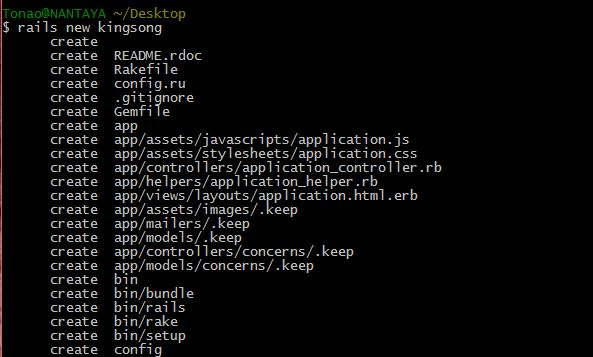 Tonao@NANTAYA ~/Desktop
$ rails new kingsong
create
create README.rdoc
create Rakefile
create config.ru
create .gitignore
create Gemfile
create app
create app/assets/javascripts/application.js
create app/assets/stylesheets/application.css
create app/controllers/application_controller.rb
create app/helpers/application_helper.rb
create app/views/layouts/application.html.erb
create app/assets/images/.keep
create app/mailers/.keep
create app/models/.keep
create app/controllers/concerns/.keep
create app/models/concerns/.keep
create bin
create bin/bundle
create bin/rails
create bin/rake
create bin/setup
create config